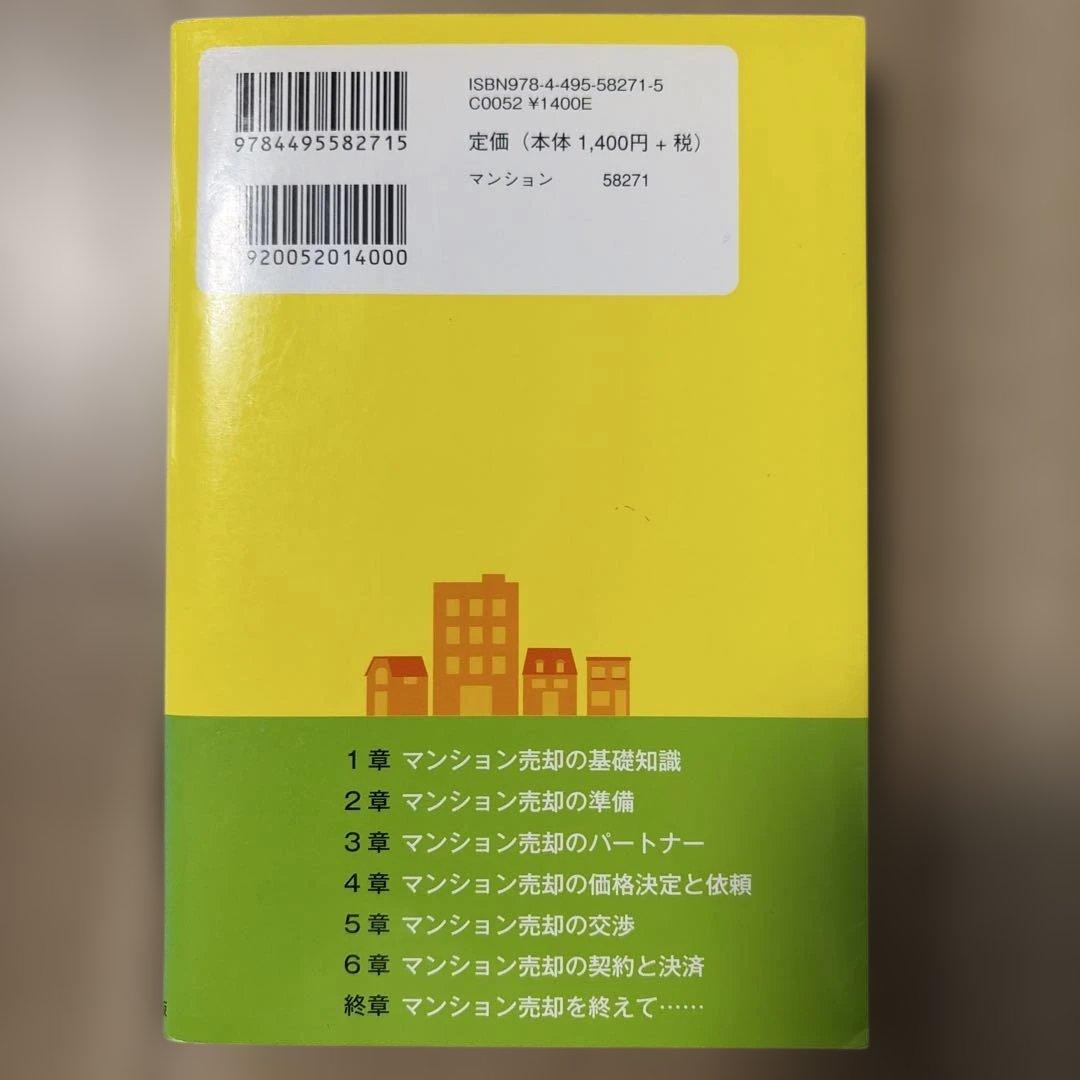 9784495582715
ISBN978-4-495-58271-5
C0052 ¥1400E
定価（本体 1,400円 + 税）
マンション 58271
920052014000
1章 マンション売却の基礎知識
2章 マンション売却の準備
3章 マンション売却のパートナー
4章 マンション売却の価格決定と依頼
5章 マンション売却の交渉
6章 マンション売却の契約と決済
終章 マンション売却を終えて……